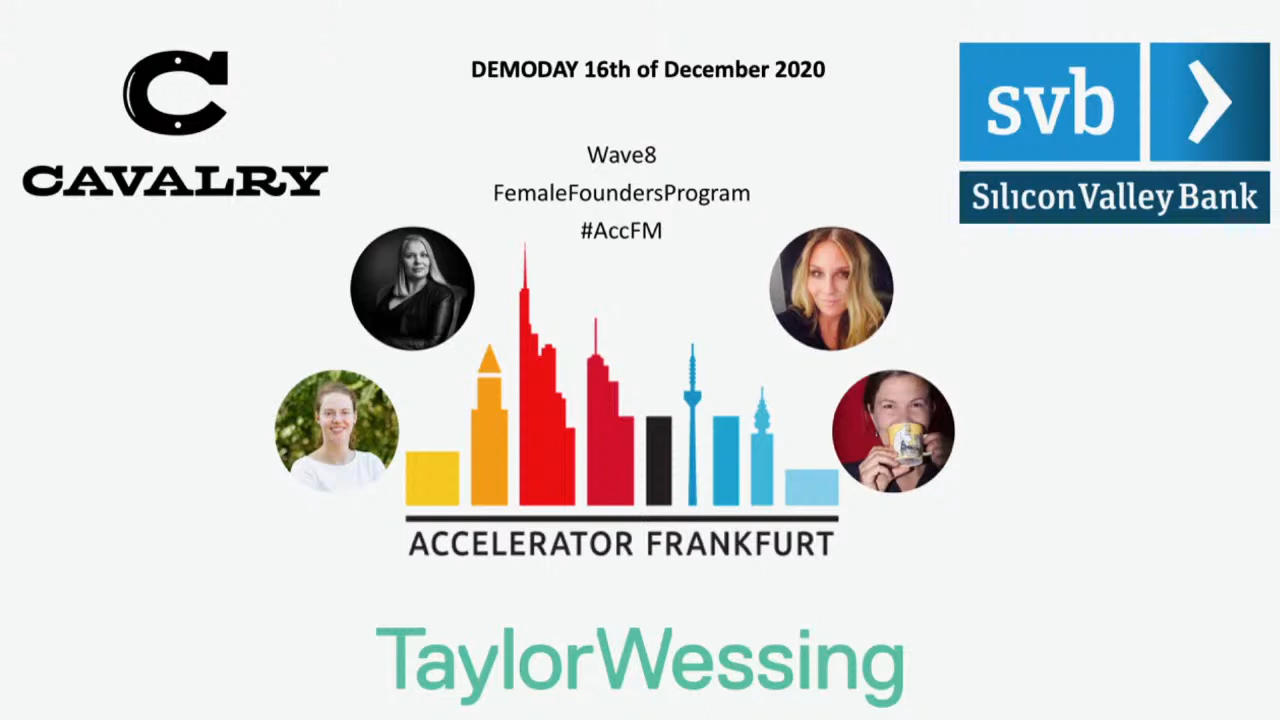 C
CAVALRY
DEMODAY 16th of December 2020
svb
Silicon Valley Bank
Wave8
FemaleFoundersProgram
#AccFM
ACCELERATOR FRANKFURT
TaylorWessing